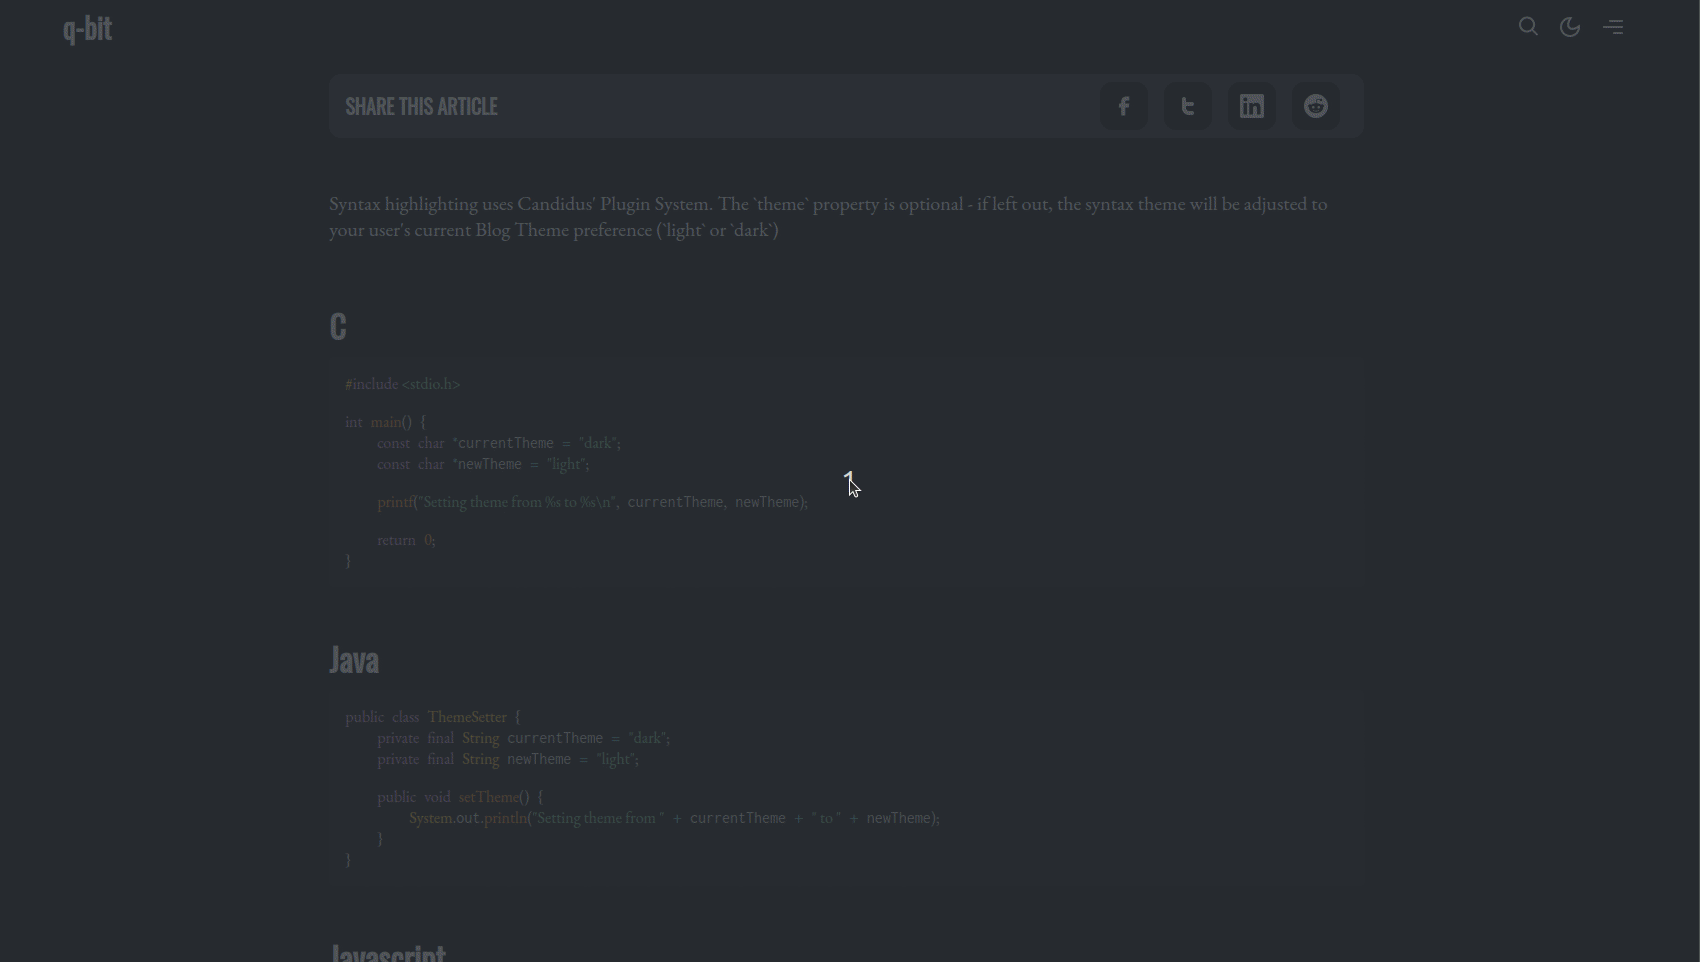 q-bit
SHARE THIS ARTICLE
Syntax highlighting uses Candidus' Plugin System. The `theme` property is optional - if left out, the syntax theme will be adjusted to
your user's current Blog Theme preference (`light` or `dark`)
C
#include <stdio.h>
int main() {
const char *currentTheme = "dark";
const char *newTheme = "light";
1
printf("Setting theme from %s to %s\n", currentTheme, newTheme);
return 0;
}
Java
public class ThemeSetter {
private final String currentTheme = "dark";
private final String newTheme = "light";
public void setTheme() {
System.out.println("Setting theme from " + currentTheme + " to " + newTheme);
}
}
Javascript